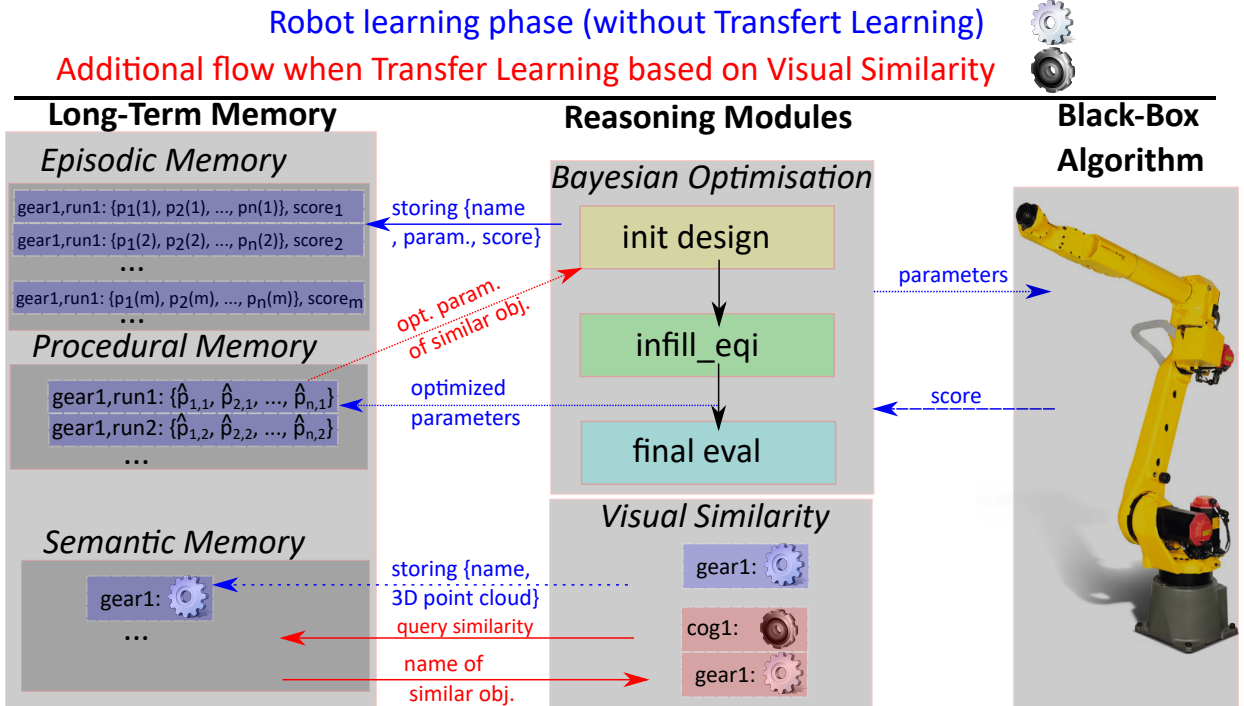 Robot learning phase (without Transfert Learning)
Additional flow when Transfer Learning based on Visual Similarity
Long-Term Memory
Episodic Memory
gear1,run1: {p₁(1), p₂(1), ..., pn(1)}, score₁
gear1,run1: {p₁(2), p₂(2), ..., pₙ(2)}, score₂
...
gear1,run1: {p₁(m), p₂(m), ..., pₙ(m)}, scoreₘ
...
Procedural Memory
gear1,run1: {p̂₁,₁, p̂₂,₁, ..., p̂ₙ,₁}
gear1,run2: {p̂₁,₂, p̂₂,₂, ..., p̂ₙ,₂}
...
Semantic Memory
gear1:
...
storing {name
, param., score}
opt. param.
of similar obj.
optimized
parameters
storing {name,
3D point cloud}
query similarity
name of
similar obj.
Reasoning Modules
Bayesian Optimisation
init design
infill_eqi
final eval
Visual Similarity
gear1:
cog1:
gear1:
parameters
score
Black-Box
Algorithm